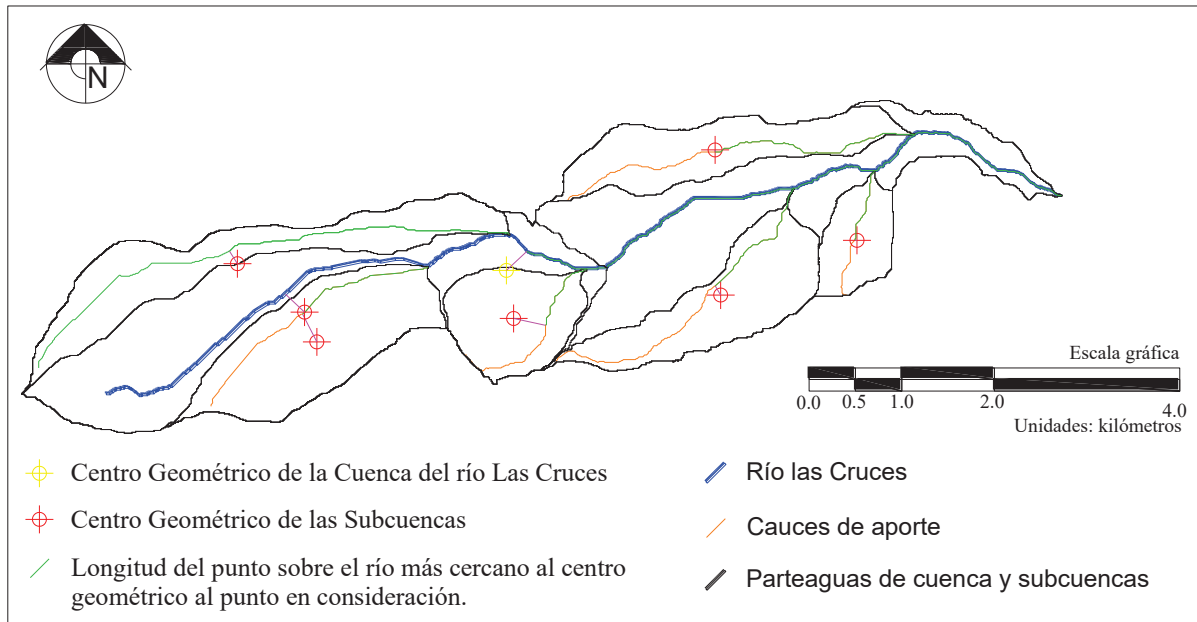 N
Escala gráfica
0.0 0.5 1.0 2.0 4.0
Unidades: kilómetros
Centro Geométrico de la Cuenca del río Las Cruces
Centro Geométrico de las Subcuencas
Longitud del punto sobre el río más cercano al centro
geométrico al punto en consideración.
Río las Cruces
Cauces de aporte
Parteaguas de cuenca y subcuencas